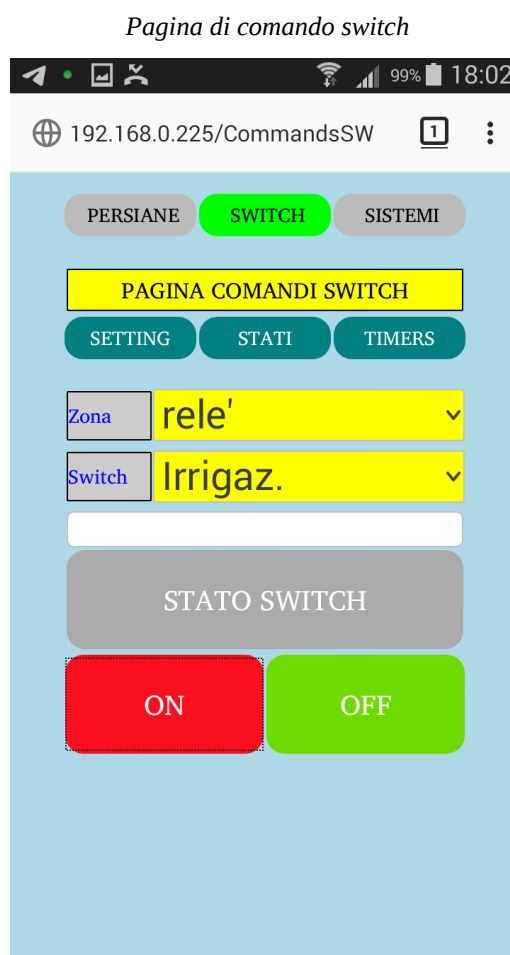 Pagina di comando switch
99% 18:02
192.168.0.225/CommandsSW 1
PERSIANE SWITCH SISTEMI
PAGINA COMANDI SWITCH
SETTING STATI TIMERS
Zona rele'
Switch Irrigaz.
STATO SWITCH
ON OFF